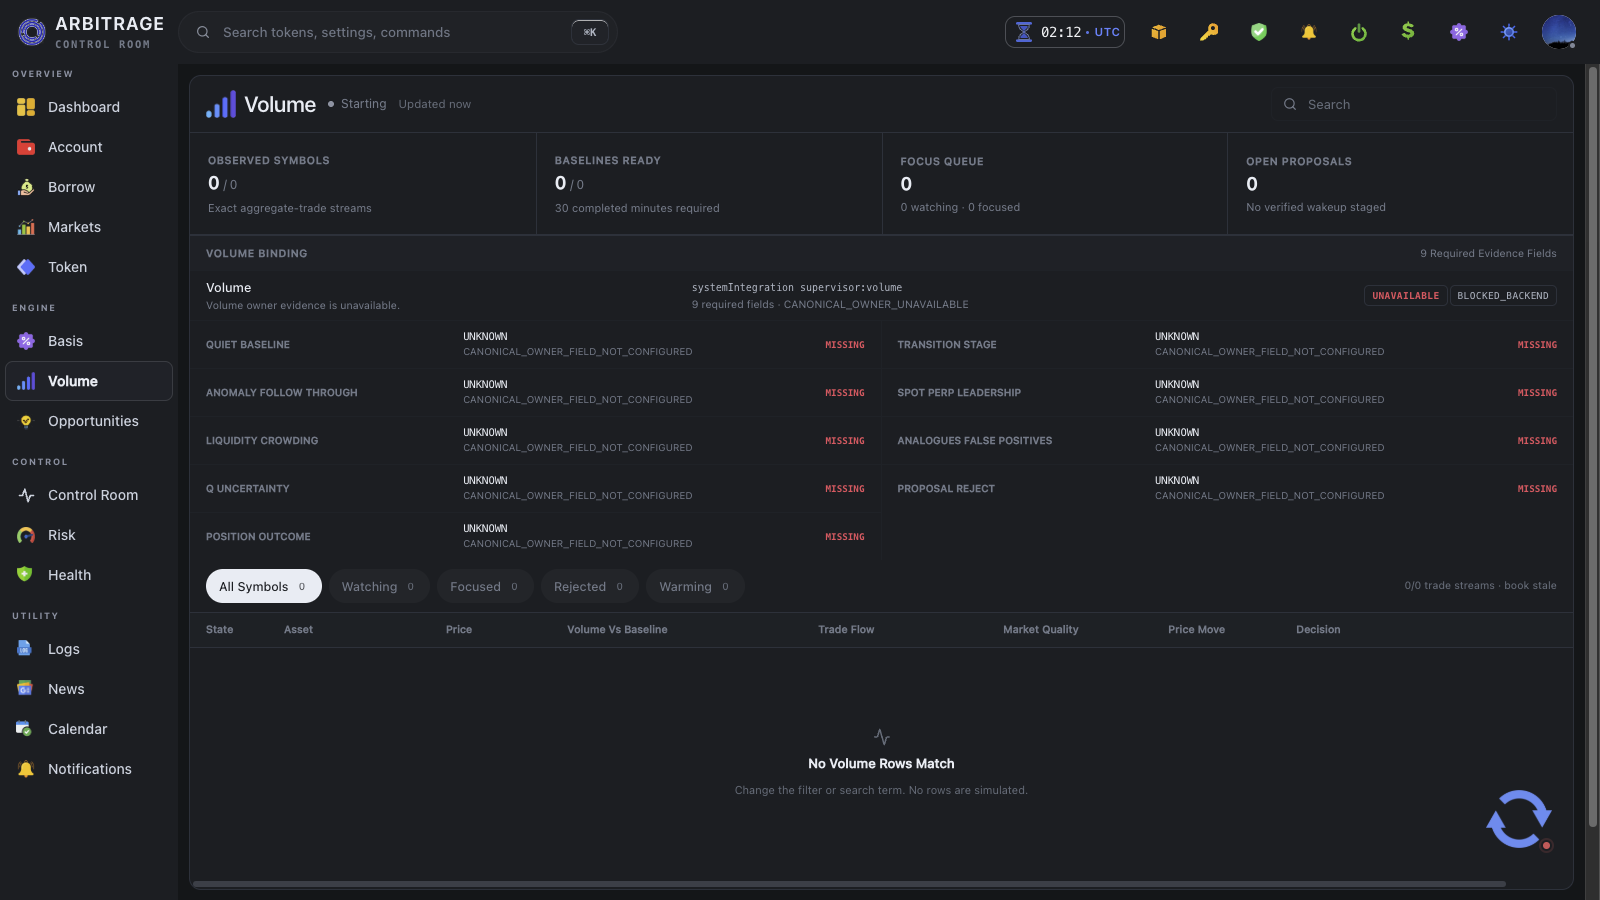 ARBITRAGE
CONTROL ROOM
Search tokens, settings, commands
⌘K
02:12 • UTC
OVERVIEW
Dashboard
Account
Borrow
Markets
Token
ENGINE
Basis
Volume
Opportunities
CONTROL
Control Room
Risk
Health
UTILITY
Logs
News
Calendar
Notifications
Volume
Starting
Updated now
Search
OBSERVED SYMBOLS
0 / 0
Exact aggregate-trade streams
BASELINES READY
0 / 0
30 completed minutes required
FOCUS QUEUE
0
0 watching · 0 focused
OPEN PROPOSALS
0
No verified wakeup staged
VOLUME BINDING
9 Required Evidence Fields
Volume
Volume owner evidence is unavailable.
systemIntegration supervisor:volume
9 required fields · CANONICAL_OWNER_UNAVAILABLE
UNAVAILABLE
BLOCKED_BACKEND
QUIET BASELINE
UNKNOWN
CANONICAL_OWNER_FIELD_NOT_CONFIGURED
MISSING
TRANSITION STAGE
UNKNOWN
CANONICAL_OWNER_FIELD_NOT_CONFIGURED
MISSING
ANOMALY FOLLOW THROUGH
UNKNOWN
CANONICAL_OWNER_FIELD_NOT_CONFIGURED
MISSING
SPOT PERP LEADERSHIP
UNKNOWN
CANONICAL_OWNER_FIELD_NOT_CONFIGURED
MISSING
LIQUIDITY CROWDING
UNKNOWN
CANONICAL_OWNER_FIELD_NOT_CONFIGURED
MISSING
ANALOGUES FALSE POSITIVES
UNKNOWN
CANONICAL_OWNER_FIELD_NOT_CONFIGURED
MISSING
Q UNCERTAINTY
UNKNOWN
CANONICAL_OWNER_FIELD_NOT_CONFIGURED
MISSING
PROPOSAL REJECT
UNKNOWN
CANONICAL_OWNER_FIELD_NOT_CONFIGURED
MISSING
POSITION OUTCOME
UNKNOWN
CANONICAL_OWNER_FIELD_NOT_CONFIGURED
MISSING
All Symbols 0
Watching 0
Focused 0
Rejected 0
Warming 0
0/0 trade streams · book stale
State
Asset
Price
Volume Vs Baseline
Trade Flow
Market Quality
Price Move
Decision
No Volume Rows Match
Change the filter or search term. No rows are simulated.